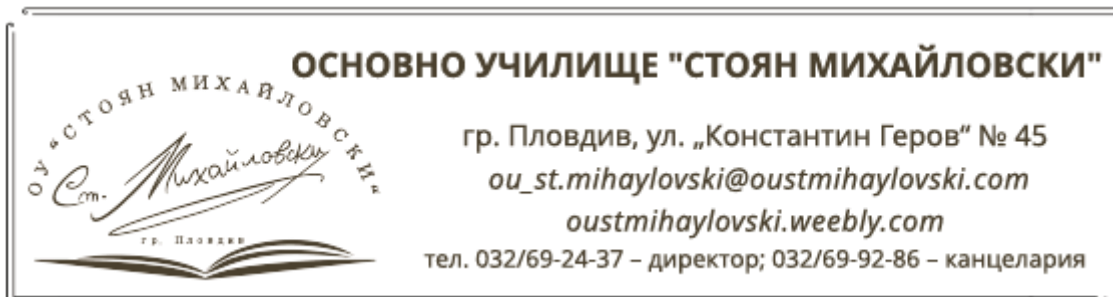 ОСНОВНО УЧИЛИЩЕ "СТОЯН МИХАЙЛОВСКИ"
ОУ "СТОЯН МИХАЙЛОВСКИ"
Ст. Михайловски
гр. Пловдив
гр. Пловдив, ул. „Константин Геров“ № 45
ou_st.mihaylovski@oustmihaylovski.com
oustmihaylovski.weebly.com
тел. 032/69-24-37 – директор; 032/69-92-86 – канцелария